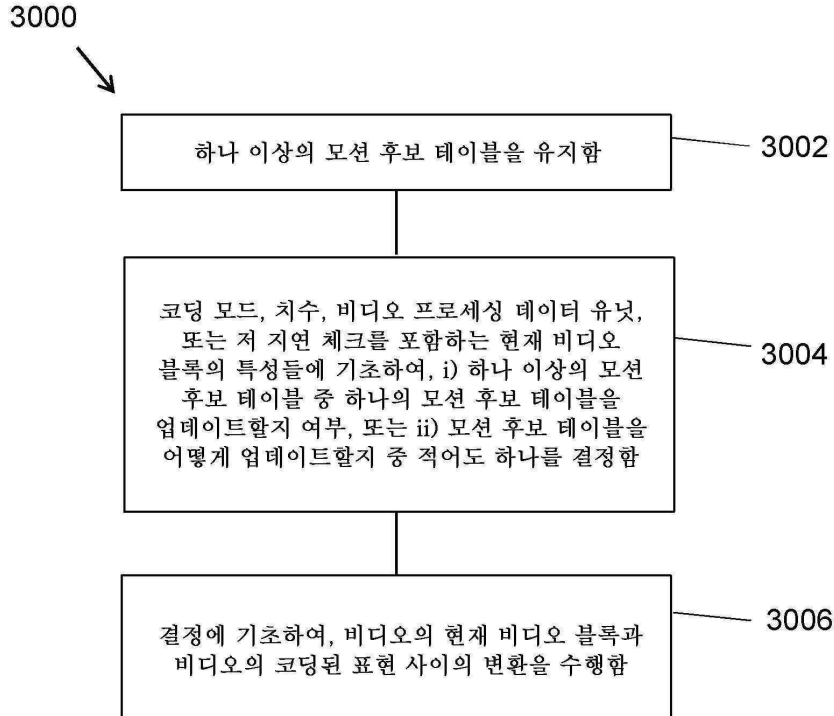 3000
하나 이상의 모션 후보 테이블을 유지함
3002
코딩 모드, 치수, 비디오 프로세싱 데이터 유닛,
또는 저 지연 체크를 포함하는 현재 비디오
블록의 특성들에 기초하여, i) 하나 이상의 모션
후보 테이블 중 하나의 모션 후보 테이블을
업데이트할지 여부, 또는 ii) 모션 후보 테이블을
어떻게 업데이트할지 중 적어도 하나를 결정함
3004
결정에 기초하여, 비디오의 현재 비디오 블록과
비디오의 코딩된 표현 사이의 변환을 수행함
3006